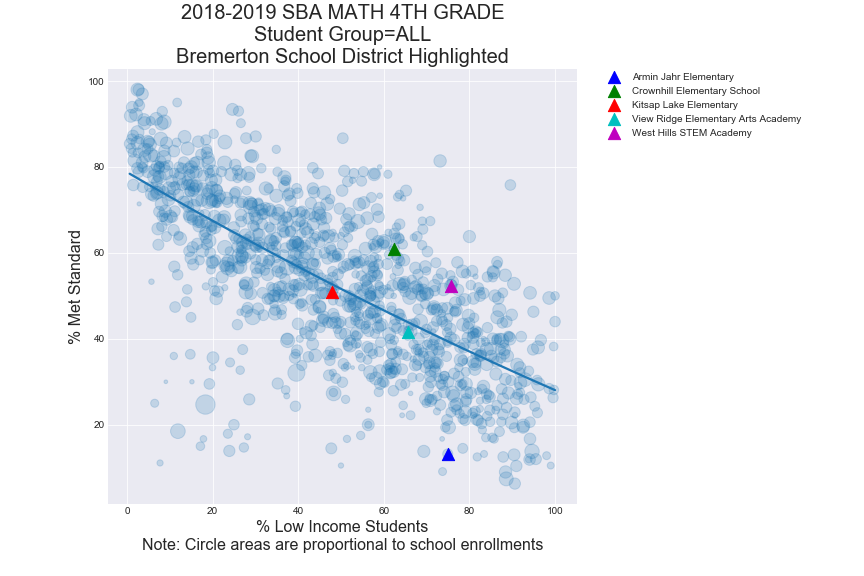 2018-2019 SBA MATH 4TH GRADE
Student Group=ALL
Bremerton School District Highlighted
Armin Jahr Elementary
Crownhill Elementary School
Kitsap Lake Elementary
View Ridge Elementary Arts Academy
West Hills STEM Academy
% Met Standard
100
80
60
40
20
0 20 40 60 80 100
% Low Income Students
Note: Circle areas are proportional to school enrollments